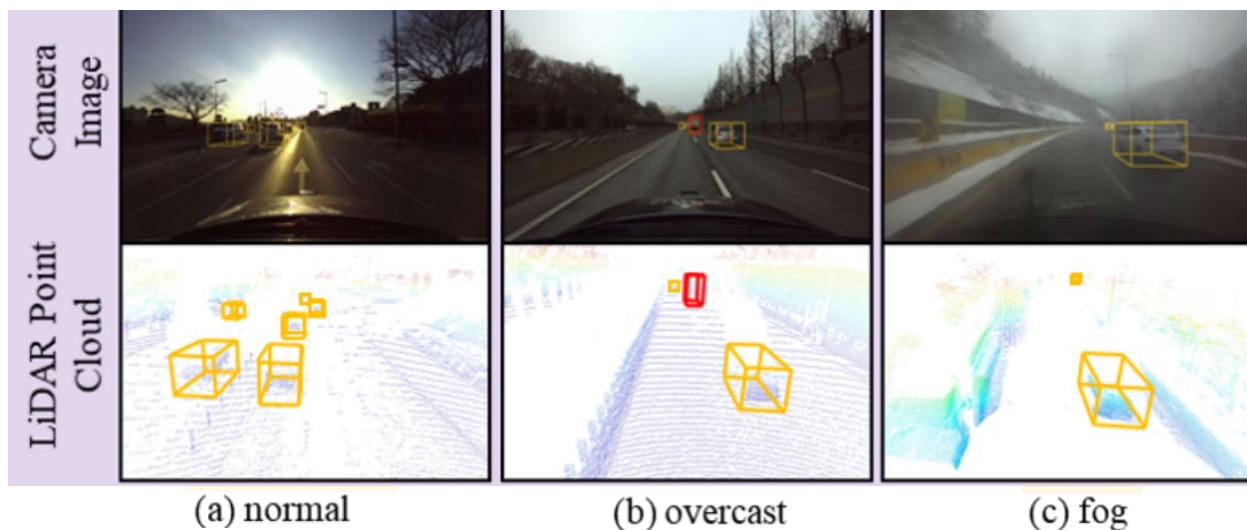 Camera
Image
LiDAR Point
Cloud
(a) normal
(b) overcast
(c) fog